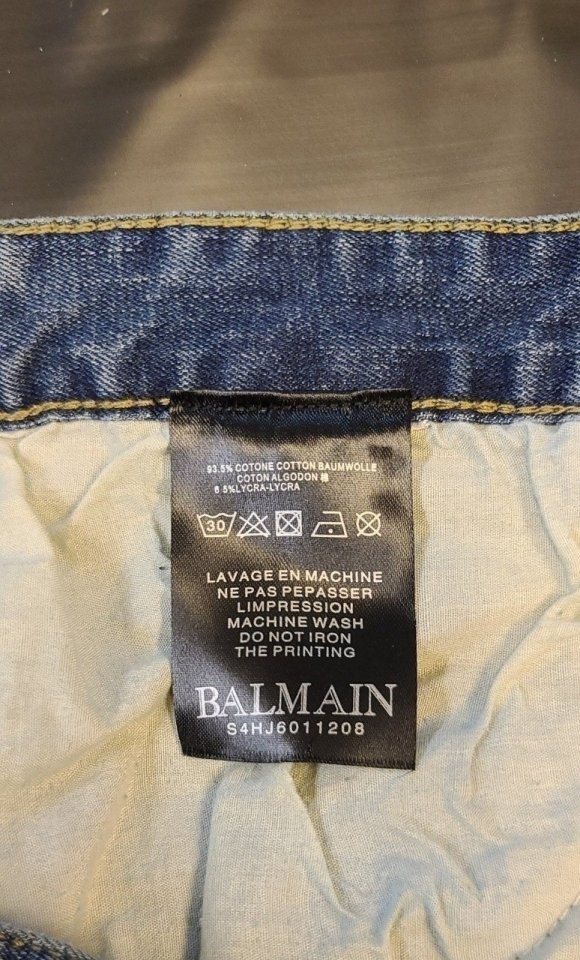 93.5% COTONE COTTON BAUMWOLLE
COTON ALGODON 棉
6 5%LYCRA-LYCRA
30
LAVAGE EN MACHINE
NE PAS PEPASSER
LIMPRESSION
MACHINE WASH
DO NOT IRON
THE PRINTING
BALMAIN
S4HJ6011208